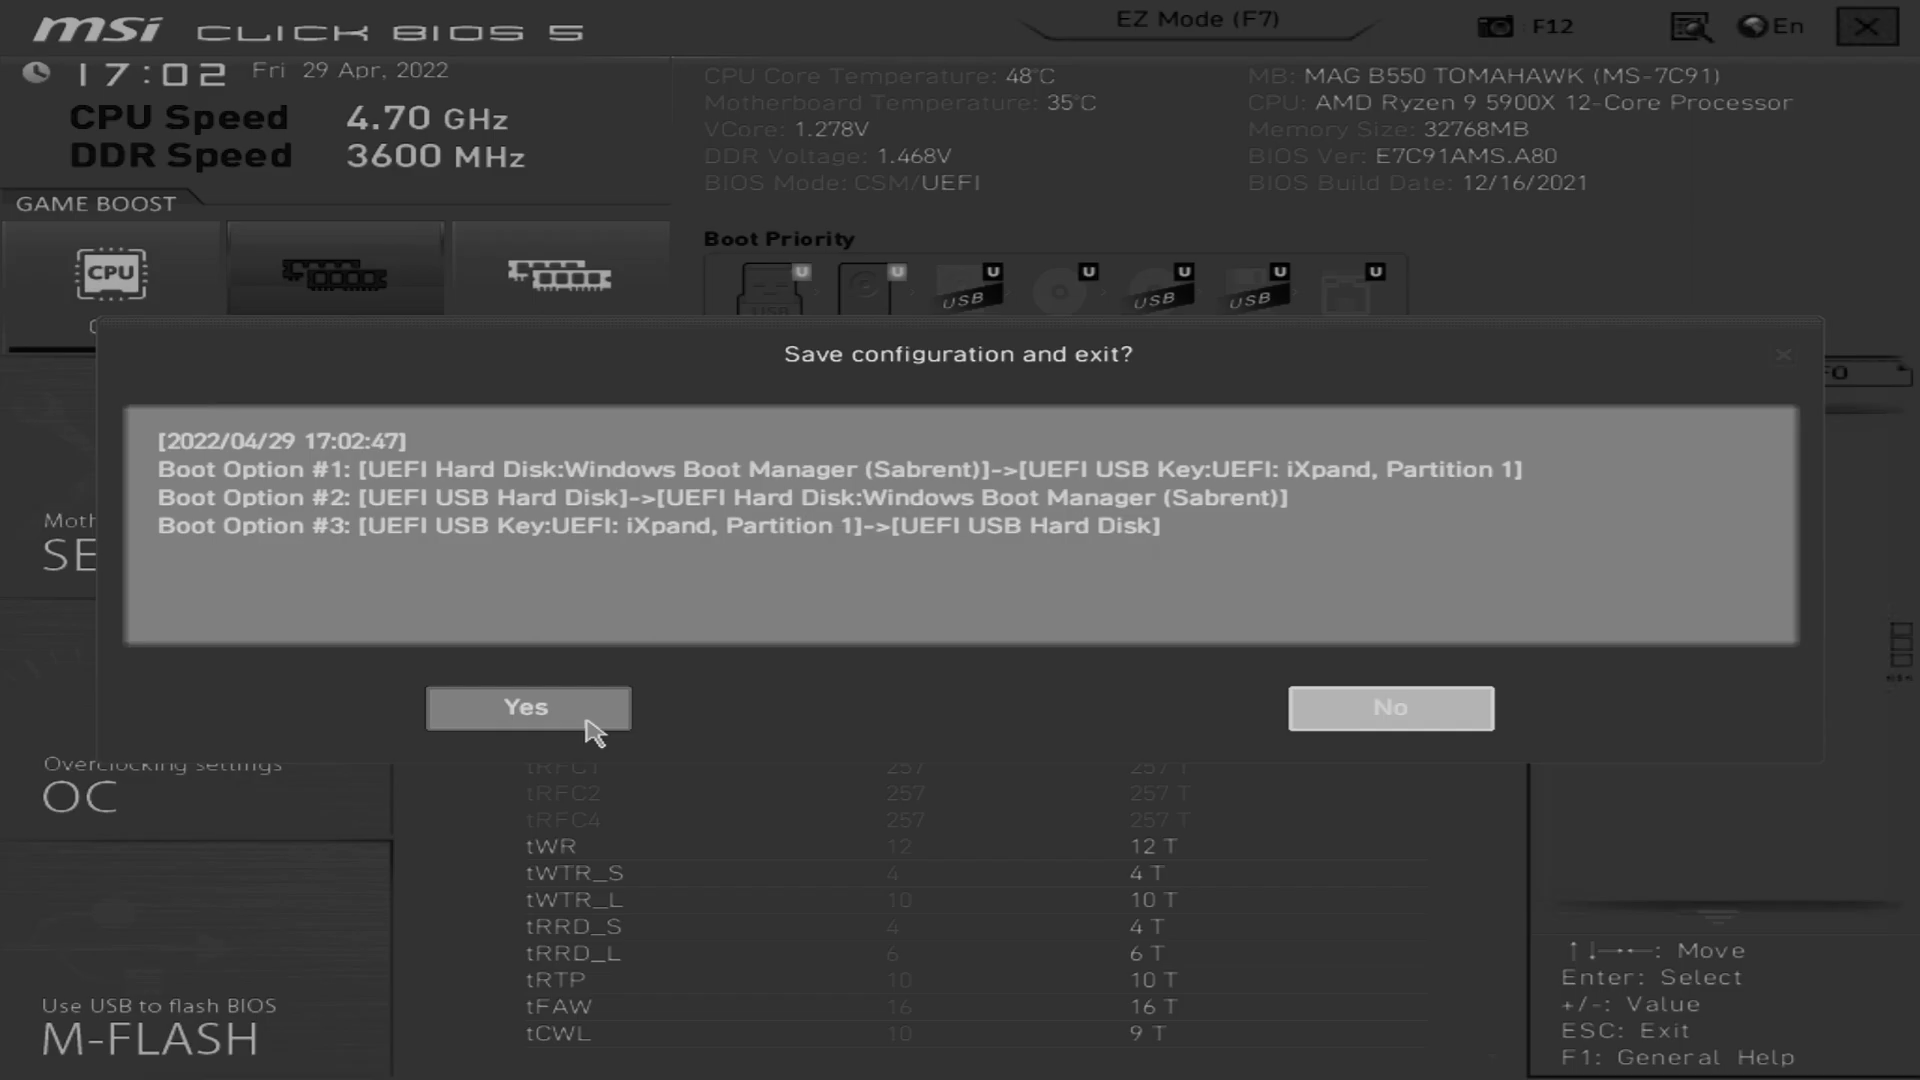 msi CLICK BIOS 5
EZ Mode (F7)
F12
En
17:02 Fri 29 Apr, 2022
CPU Speed 4.70 GHz
DDR Speed 3600 MHz
CPU Core Temperature: 48°C
Motherboard Temperature: 35°C
VCore: 1.278V
DDR Voltage: 1.468V
BIOS Mode: CSM/UEFI
MB: MAG B550 TOMAHAWK (MS-7C91)
CPU: AMD Ryzen 9 5900X 12-Core Processor
Memory Size: 32768MB
BIOS Ver: E7C91AMS.A80
BIOS Build Date: 12/16/2021
GAME BOOST
CPU
Boot Priority
U U U U U U U
USB USB USB USB
Save configuration and exit?
[2022/04/29 17:02:47]
Boot Option #1: [UEFI Hard Disk:Windows Boot Manager (Sabrent)]->[UEFI USB Key:UEFI: iXpand, Partition 1]
Boot Option #2: [UEFI USB Hard Disk]->[UEFI Hard Disk:Windows Boot Manager (Sabrent)]
Boot Option #3: [UEFI USB Key:UEFI: iXpand, Partition 1]->[UEFI USB Hard Disk]
Yes
No
Moth
SE
Overclocking settings
OC
Use USB to flash BIOS
M-FLASH
tRFC1 257 257 T
tRFC2 257 257 T
tRFC4 257 257 T
tWR 12 12 T
tWTR_S 4 4 T
tWTR_L 10 10 T
tRRD_S 4 4 T
tRRD_L 6 6 T
tRTP 10 10 T
tFAW 16 16 T
tCWL 10 9 T
↑↓→←: Move
Enter: Select
+/-: Value
ESC: Exit
F1: General Help